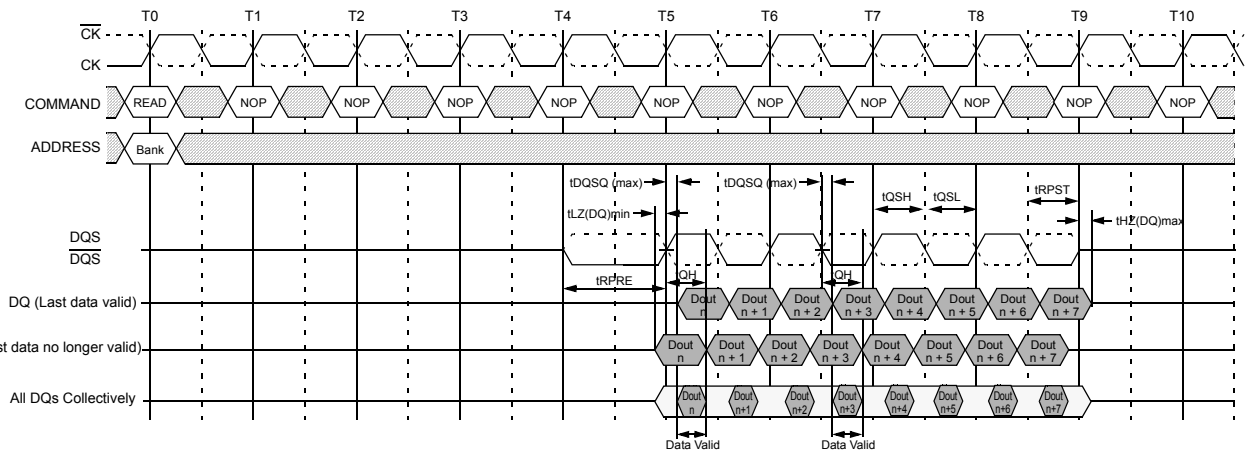 T0 T1 T2 T3 T4 T5 T6 T7 T8 T9 T10
CK
CK
COMMAND READ NOP NOP NOP NOP NOP NOP NOP NOP NOP NOP
ADDRESS Bank
tDQSQ (max) tDQSQ (max) tQSH tQSL tRPST
tLZ(DQ)min tHZ(DQ)max
DQS
DQS
tRPRE tQH tQH
DQ (Last data valid) Dout n Dout n + 1 Dout n + 2 Dout n + 3 Dout n + 4 Dout n + 5 Dout n + 6 Dout n + 7
st data no longer valid) Dout n Dout n + 1 Dout n + 2 Dout n + 3 Dout n + 4 Dout n + 5 Dout n + 6 Dout n + 7
All DQs Collectively Dout n Dout n+1 Dout n+2 Dout n+3 Dout n+4 Dout n+5 Dout n+6 Dout n+7
Data Valid Data Valid